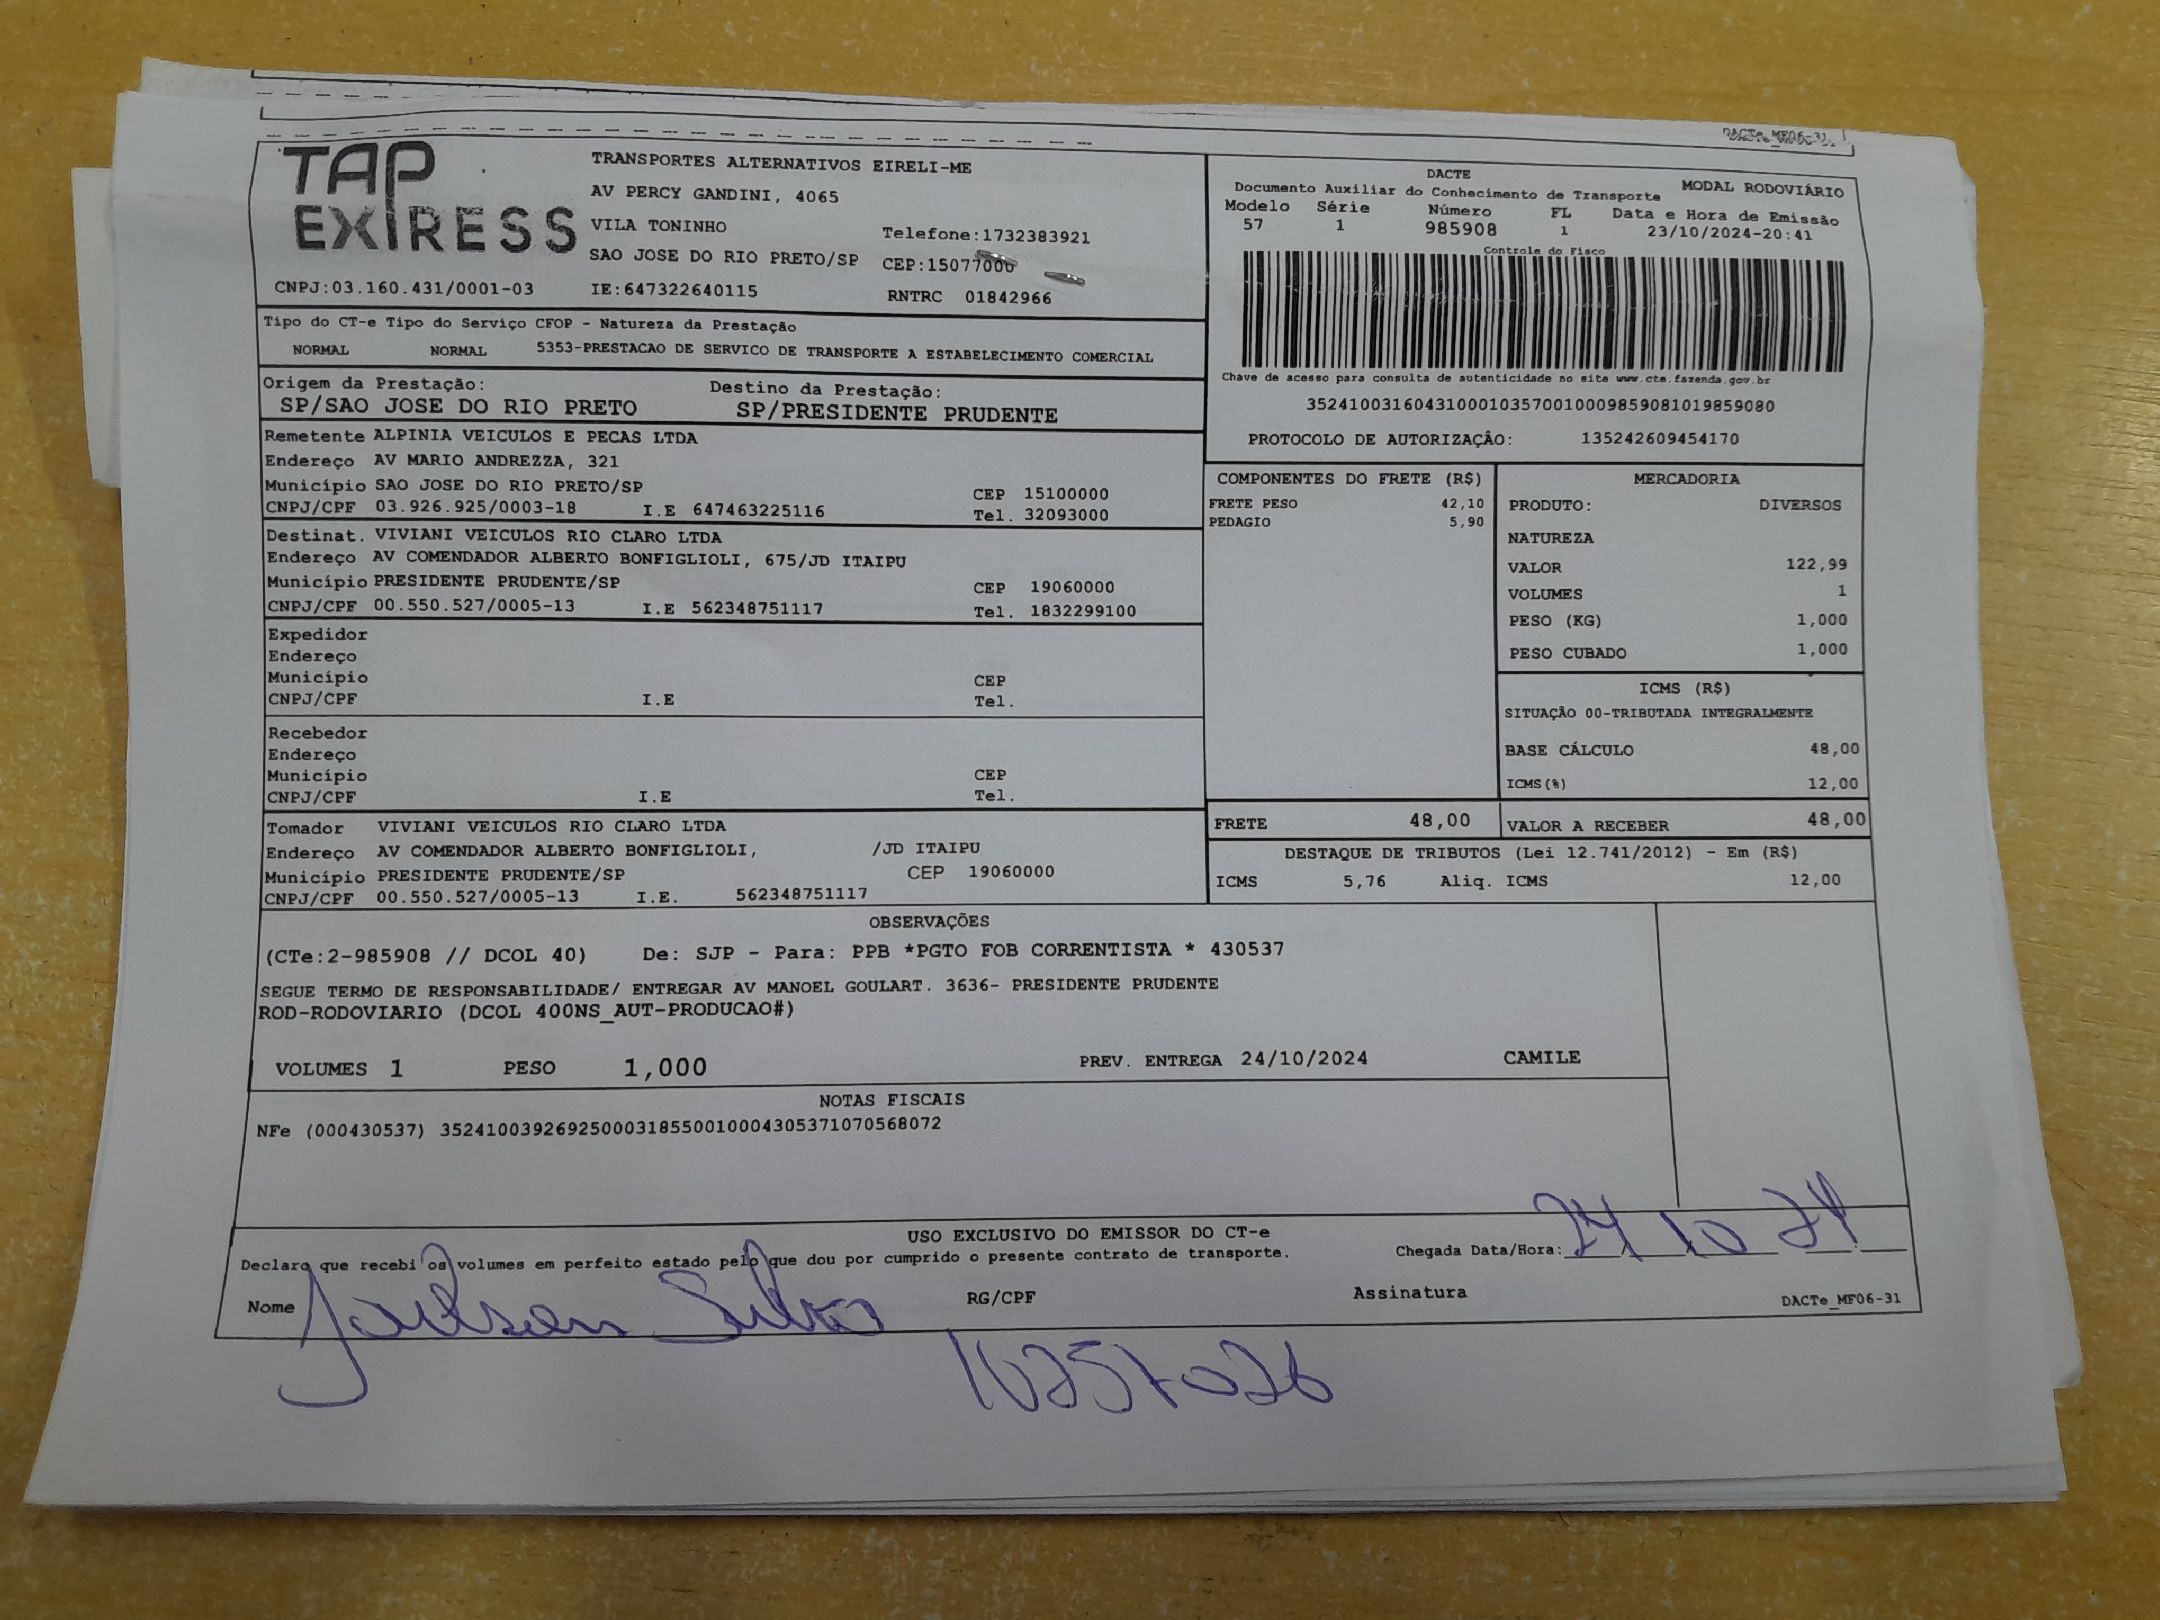 DACTe_MF06-31
TAP
EXPRESS
TRANSPORTES ALTERNATIVOS EIRELI-ME
AV PERCY GANDINI, 4065
VILA TONINHO
Telefone:1732383921
SAO JOSE DO RIO PRETO/SP CEP:15077000
CNPJ:03.160.431/0001-03 IE:647322640115 RNTRC 01842966
DACTE
Documento Auxiliar do Conhecimento de Transporte MODAL RODOVIÁRIO
Modelo Série Número FL Data e Hora de Emissão
57 1 985908 1 23/10/2024-20:41
Controle do Fisco
Chave de acesso para consulta de autenticidade no site www.cte.fazenda.gov.br
35241003160431000103570010009859081019859080
PROTOCOLO DE AUTORIZAÇÂO: 135242609454170
Tipo do CT-e Tipo do Serviço CFOP - Natureza da Prestação
NORMAL NORMAL 5353-PRESTACAO DE SERVICO DE TRANSPORTE A ESTABELECIMENTO COMERCIAL
Origem da Prestação: Destino da Prestação:
SP/SAO JOSE DO RIO PRETO SP/PRESIDENTE PRUDENTE
Remetente ALPINIA VEICULOS E PECAS LTDA
Endereço AV MARIO ANDREZZA, 321
Município SAO JOSE DO RIO PRETO/SP CEP 15100000
CNPJ/CPF 03.926.925/0003-18 I.E 647463225116 Tel. 32093000
Destinat. VIVIANI VEICULOS RIO CLARO LTDA
Endereço AV COMENDADOR ALBERTO BONFIGLIOLI, 675/JD ITAIPU
Município PRESIDENTE PRUDENTE/SP CEP 19060000
CNPJ/CPF 00.550.527/0005-13 I.E 562348751117 Tel. 1832299100
Expedidor
Endereço
Município CEP
CNPJ/CPF I.E Tel.
Recebedor
Endereço
Município CEP
CNPJ/CPF I.E Tel.
Tomador VIVIANI VEICULOS RIO CLARO LTDA
Endereço AV COMENDADOR ALBERTO BONFIGLIOLI, /JD ITAIPU
Município PRESIDENTE PRUDENTE/SP CEP 19060000
CNPJ/CPF 00.550.527/0005-13 I.E. 562348751117
COMPONENTES DO FRETE (R$)
FRETE PESO 42,10
PEDAGIO 5,90
MERCADORIA
PRODUTO: DIVERSOS
NATUREZA
VALOR 122,99
VOLUMES 1
PESO (KG) 1,000
PESO CUBADO 1,000
ICMS (R$)
SITUAÇÃO 00-TRIBUTADA INTEGRALMENTE
BASE CÁLCULO 48,00
ICMS(%) 12,00
FRETE 48,00 VALOR A RECEBER 48,00
DESTAQUE DE TRIBUTOS (Lei 12.741/2012) - Em (R$)
ICMS 5,76 Aliq. ICMS 12,00
OBSERVAÇÕES
(CTe:2-985908 // DCOL 40) De: SJP - Para: PPB *PGTO FOB CORRENTISTA * 430537
SEGUE TERMO DE RESPONSABILIDADE/ ENTREGAR AV MANOEL GOULART. 3636- PRESIDENTE PRUDENTE
ROD-RODOVIARIO (DCOL 400NS_AUT-PRODUCAO#)
VOLUMES 1 PESO 1,000 PREV. ENTREGA 24/10/2024 CAMILE
NOTAS FISCAIS
NFe (000430537) 35241003926925000318550010004305371070568072
USO EXCLUSIVO DO EMISSOR DO CT-e
Declaro que recebi os volumes em perfeito estado pelo que dou por cumprido o presente contrato de transporte. Chegada Data/Hora: 24 10 24
Nome Silva RG/CPF Assinatura DACTe_MF06-31